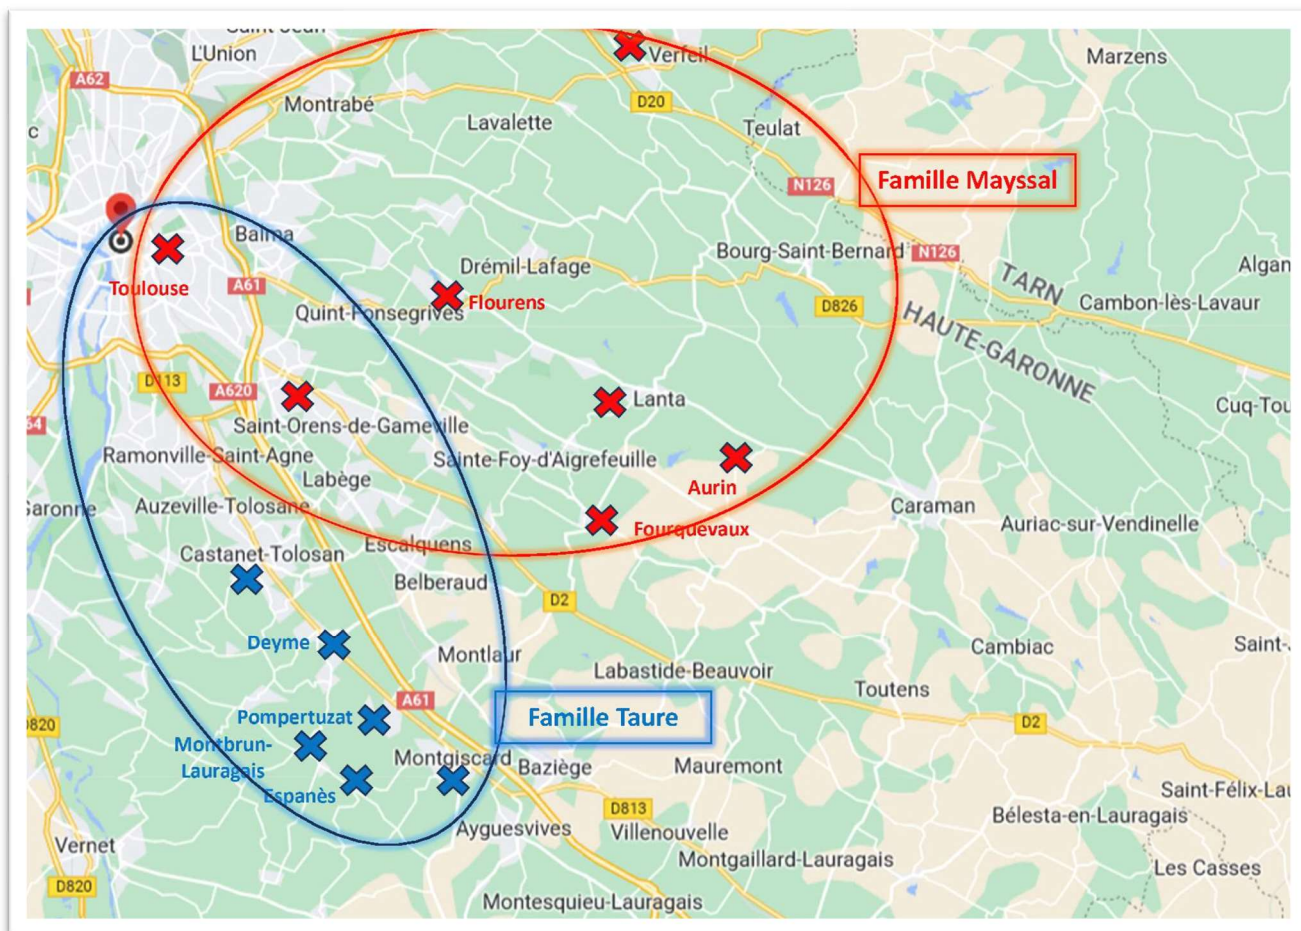 Saint-Jean
L'Union
Verfeil
Marzens
A62
Montrabé
D20
Lavalette
Teulat
c
Famille Mayssal
N126
Balma
Bourg-Saint-Bernard
N126
Drémil-Lafage
Algan
TARN
Toulouse
A61
Flourens
Quint-Fonsegrives
D826
Cambon-lès-Lavaur
HAUTE-GARONNE
D113
A620
Lanta
Cuq-Tou
64
Saint-Orens-de-Gameville
Ramonville-Saint-Agne
Sainte-Foy-d'Aigrefeuille
Labège
Aurin
Garonne
Auzeville-Tolosane
Caraman
Auriac-sur-Vendinelle
Fourquevaux
Escalquens
Castanet-Tolosan
Belberaud
D2
Deyme
Montlaur
Cambiac
Saint-J
Labastide-Beauvoir
Toutens
A61
Pompertuzat
Famille Taure
D820
D2
Montbrun-
Lauragais
Montgiscard
Baziège
Mauremont
Espanès
Saint-Félix-Lau
D813
Bélesta-en-Lauragais
Ayguesvives
Villenouvelle
Vernet
Montgaillard-Lauragais
Les Casses
D820
Montesquieu-Lauragais